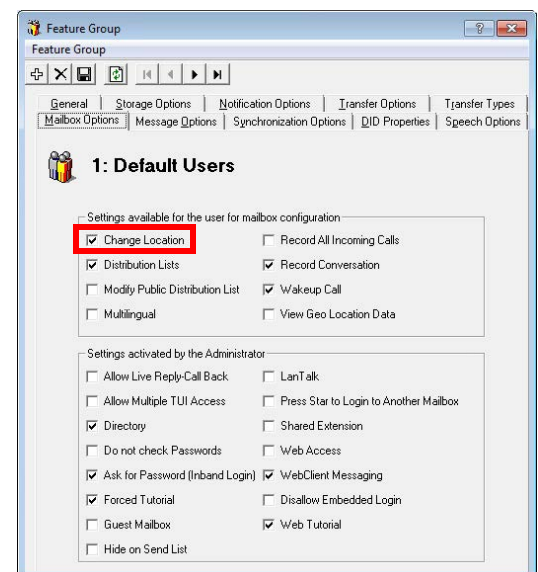 Feature Group
Feature Group
General Storage Options Notification Options Transfer Options Transfer Types
Mailbox Options Message Options Synchronization Options DID Properties Speech Options
1: Default Users
Settings available for the user for mailbox configuration
Change Location Record All Incoming Calls
Distribution Lists Record Conversation
Modify Public Distribution List Wakeup Call
Multilingual View Geo Location Data
Settings activated by the Administrator
Allow Live Reply-Call Back LanTalk
Allow Multiple TUI Access Press Star to Login to Another Mailbox
Directory Shared Extension
Do not check Passwords Web Access
Ask for Password (Inband Login) WebClient Messaging
Forced Tutorial Disallow Embedded Login
Guest Mailbox Web Tutorial
Hide on Send List